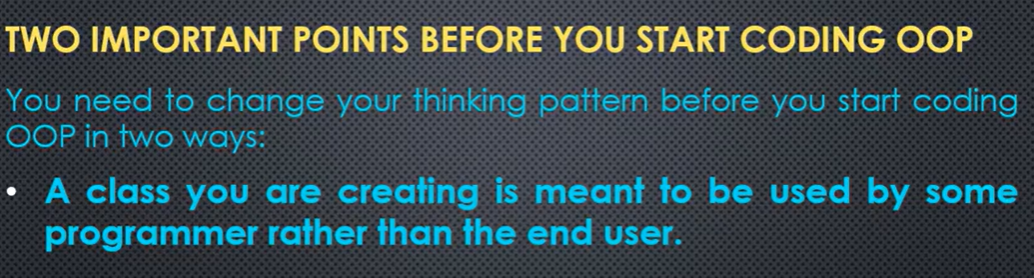 TWO IMPORTANT POINTS BEFORE YOU START CODING OOP
You need to change your thinking pattern before you start coding
OOP in two ways:
• A class you are creating is meant to be used by some
programmer rather than the end user.